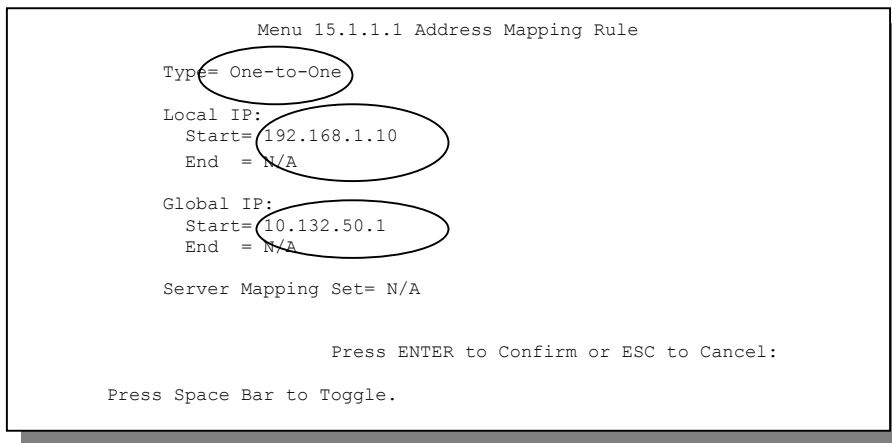 Menu 15.1.1.1 Address Mapping Rule
Type= One-to-One
Local IP:
Start= 192.168.1.10
End = N/A
Global IP:
Start= 10.132.50.1
End = N/A
Server Mapping Set= N/A
Press ENTER to Confirm or ESC to Cancel:
Press Space Bar to Toggle.